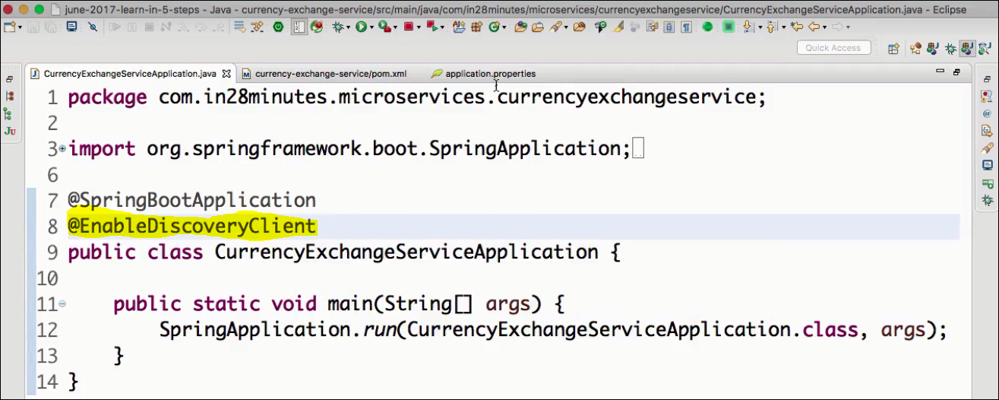 june-2017-learn-in-5-steps - Java - currency-exchange-service/src/main/java/com/in28minutes/microservices/currencyexchangeservice/CurrencyExchangeServiceApplication.java - Eclipse
Quick Access
CurrencyExchangeServiceApplication.java currency-exchange-service/pom.xml application.properties
1 package com.in28minutes.microservices.currencyexchangeservice;
2
3 import org.springframework.boot.SpringApplication;
6
7 @SpringBootApplication
8 @EnableDiscoveryClient
9 public class CurrencyExchangeServiceApplication {
10
11 public static void main(String[] args) {
12 SpringApplication.run(CurrencyExchangeServiceApplication.class, args);
13 }
14 }